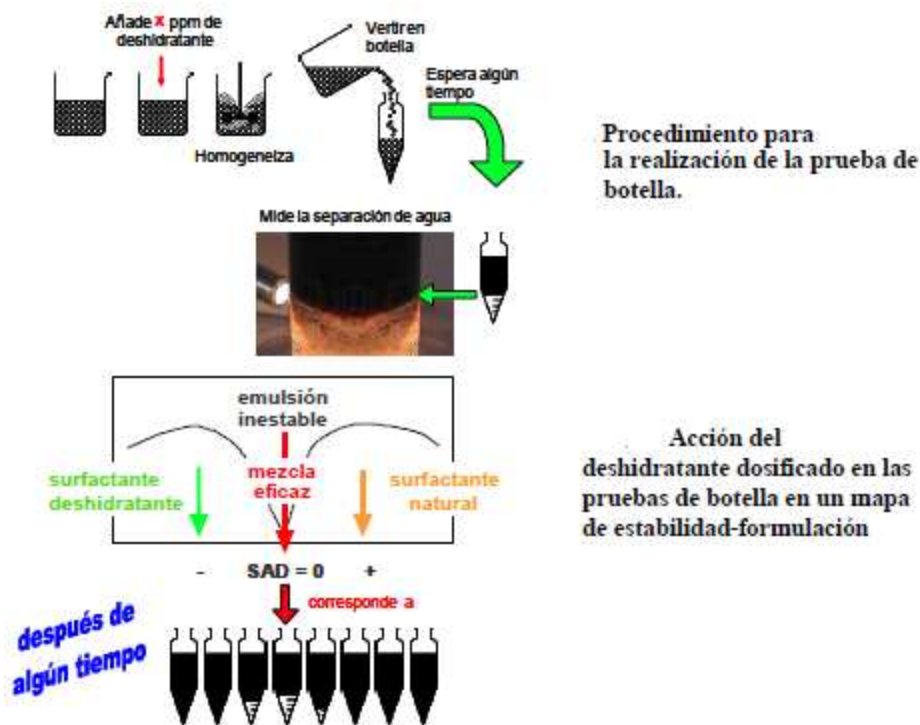 Añade x ppm de
deshidratante
Vertir en
botella
Espera algún
tiempo
Homogeneiza
Procedimiento para
la realización de la prueba de
botella.
Mide la separación de agua
emulsión
inestable
surfactante
deshidratante
mezcla
eficaz
surfactante
natural
Acción del
deshidratante dosificado en las
pruebas de botella en un mapa
de estabilidad-formulación
- SAD = 0 +
corresponde a
después de
algún tiempo